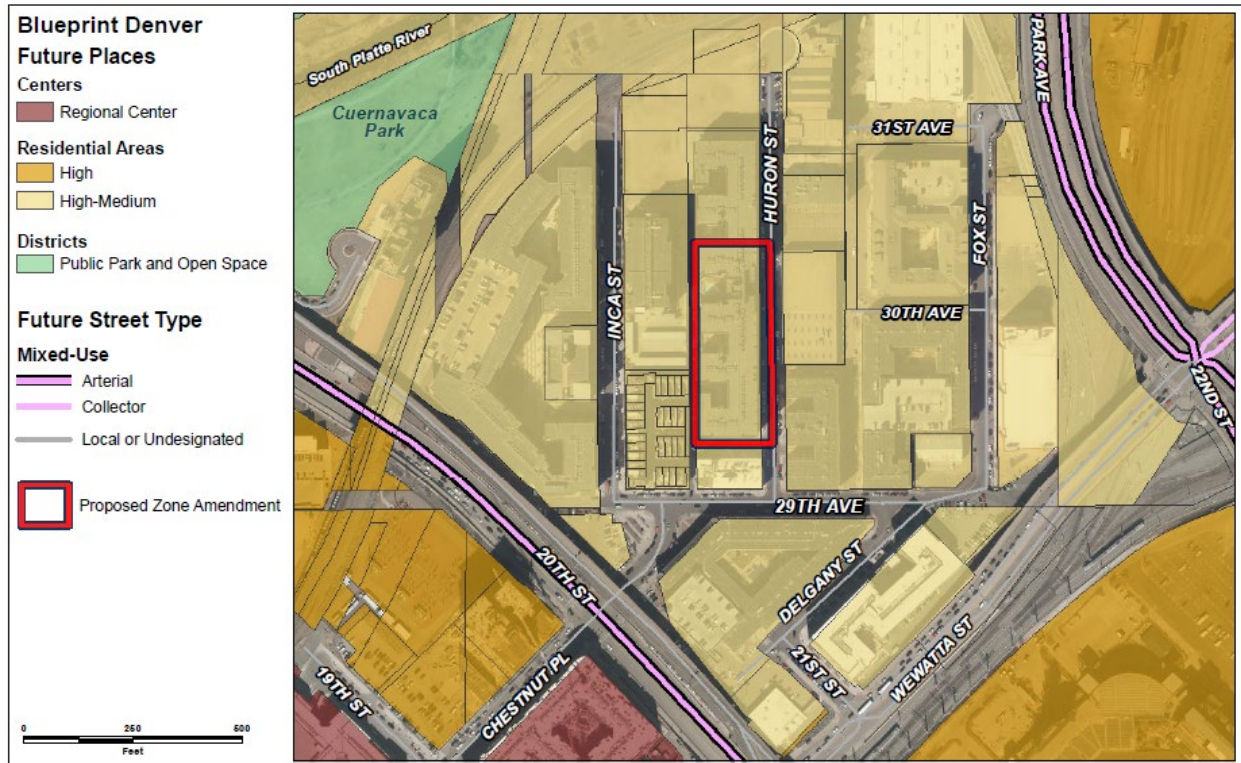 Blueprint Denver
Future Places
Centers
Regional Center
Residential Areas
High
High-Medium
Districts
Public Park and Open Space
Future Street Type
Mixed-Use
Arterial
Collector
Local or Undesignated
Proposed Zone Amendment
0 250 500
Feet
South Platte River
Cuernavaca
Park
PARK AVE
31ST AVE
HURON ST
FOX ST
INCA ST
30TH AVE
22ND ST
29TH AVE
20TH ST
DELGANY ST
21ST ST
WEWATTA ST
19TH ST
CHESTNUT PL